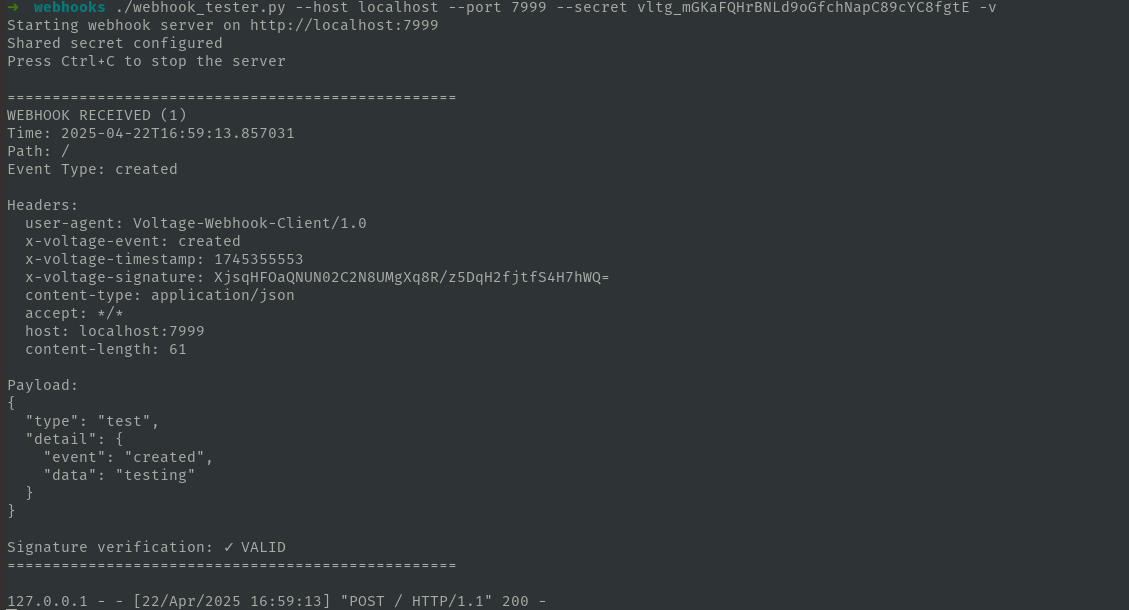 ➜  webhooks ./webhook_tester.py --host localhost --port 7999 --secret vltg_mGKaFQHrBNLd9oGfchNapC89cYC8fgtE -v
Starting webhook server on http://localhost:7999
Shared secret configured
Press Ctrl+C to stop the server

==================================================
WEBHOOK RECEIVED (1)
Time: 2025-04-22T16:59:13.857031
Path: /
Event Type: created

Headers:
  user-agent: Voltage-Webhook-Client/1.0
  x-voltage-event: created
  x-voltage-timestamp: 1745355553
  x-voltage-signature: XjsqHFOaQNUN02C2N8UMgXq8R/z5DqH2fjtfS4H7hWQ=
  content-type: application/json
  accept: */*
  host: localhost:7999
  content-length: 61

Payload:
{
  "type": "test",
  "detail": {
    "event": "created",
    "data": "testing"
  }
}

Signature verification: ✓ VALID
==================================================

127.0.0.1 - - [22/Apr/2025 16:59:13] "POST / HTTP/1.1" 200 -